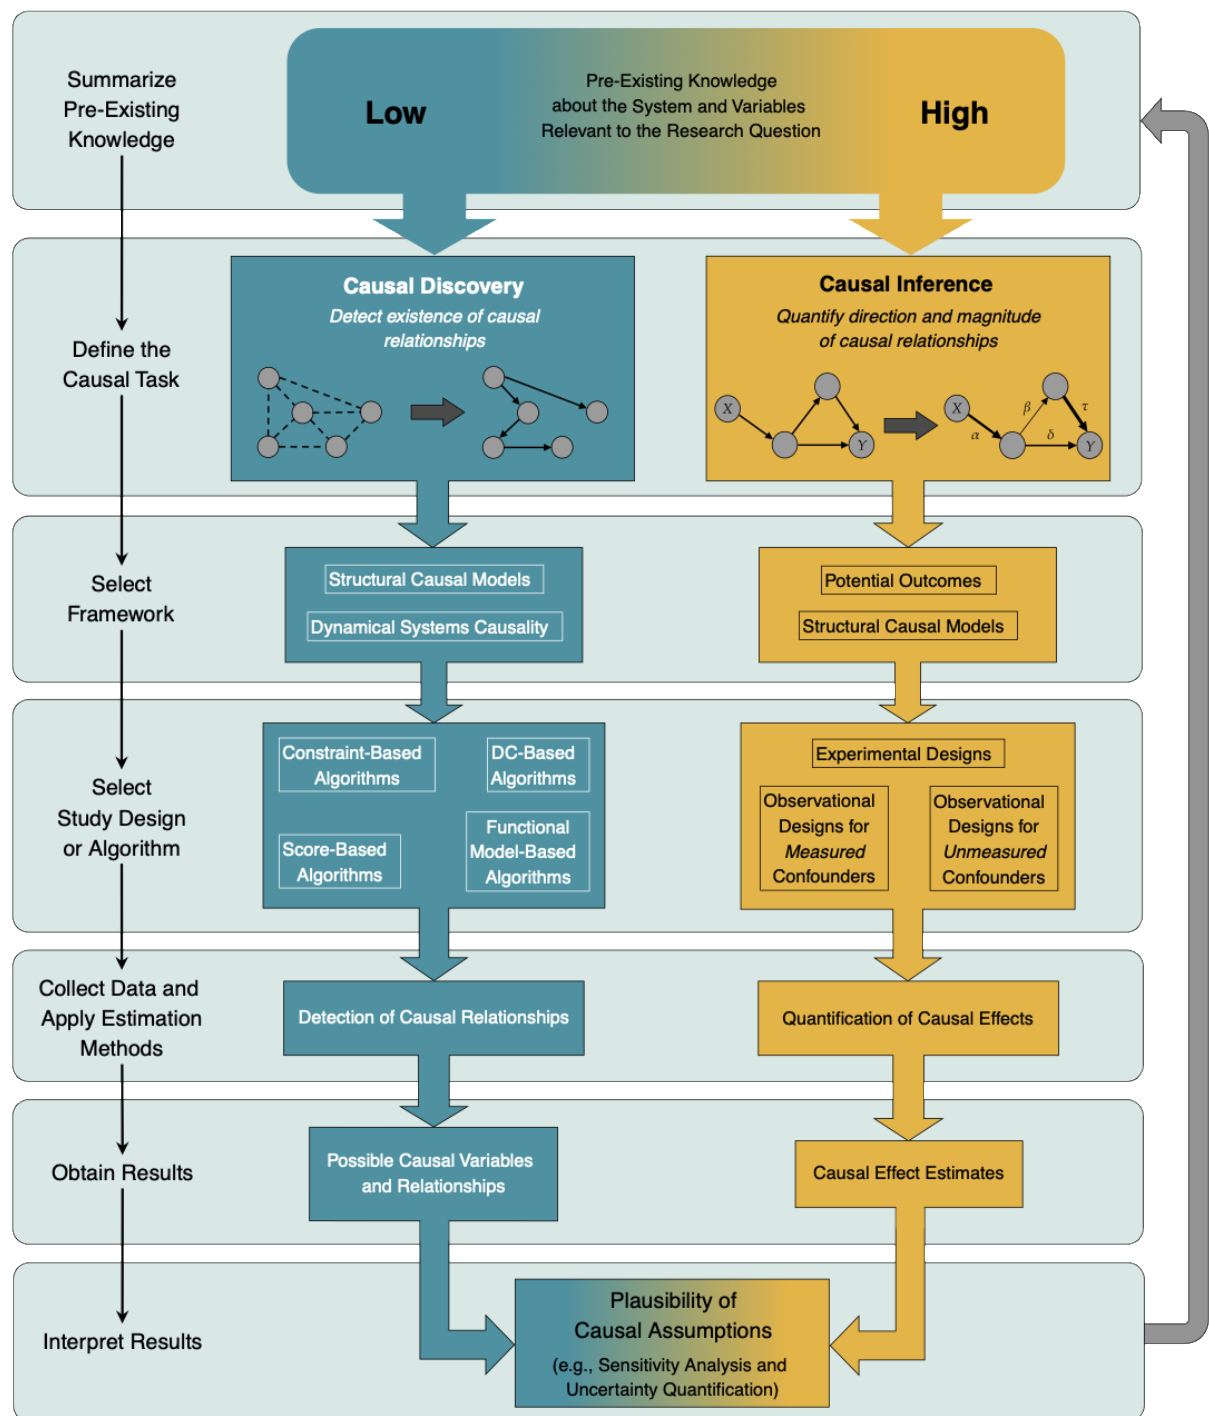 Summarize
Pre-Existing
Knowledge
Low
Pre-Existing Knowledge
about the System and Variables
Relevant to the Research Question
High
Define the
Causal Task
Causal Discovery
Detect existence of causal
relationships
Causal Inference
Quantify direction and magnitude
of causal relationships
X
Y
X
α
β
δ
τ
Y
Select
Framework
Structural Causal Models
Dynamical Systems Causality
Potential Outcomes
Structural Causal Models
Select
Study Design
or Algorithm
Constraint-Based
Algorithms
DC-Based
Algorithms
Score-Based
Algorithms
Functional
Model-Based
Algorithms
Experimental Designs
Observational
Designs for
Measured
Confounders
Observational
Designs for
Unmeasured
Confounders
Collect Data and
Apply Estimation
Methods
Detection of Causal Relationships
Quantification of Causal Effects
Obtain Results
Possible Causal Variables
and Relationships
Causal Effect Estimates
Interpret Results
Plausibility of
Causal Assumptions
(e.g., Sensitivity Analysis and
Uncertainty Quantification)